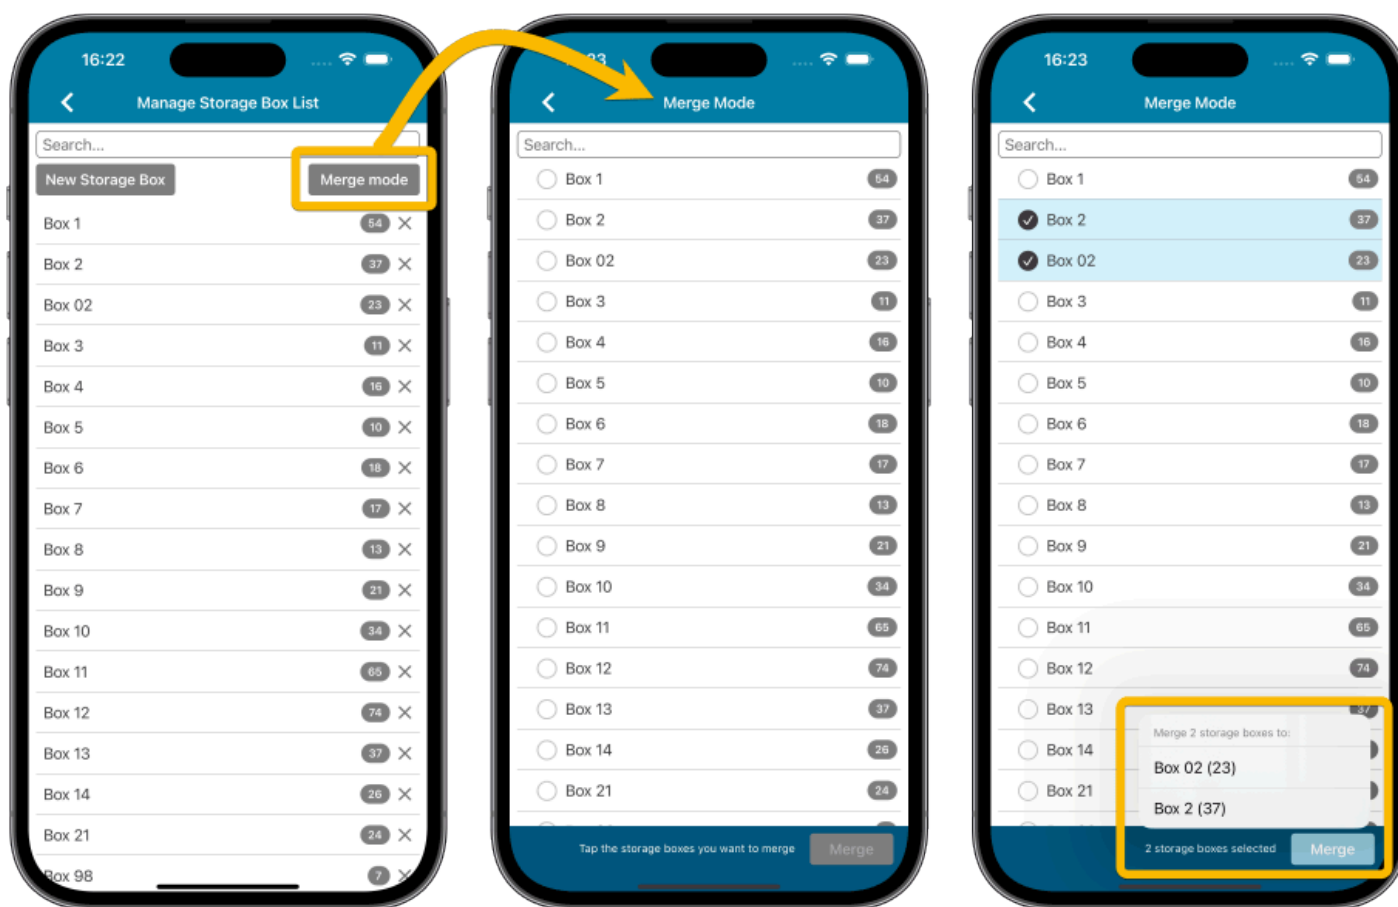 16:22
Manage Storage Box List
Search...
New Storage Box
Merge mode
Box 1 54
Box 2 37
Box 02 23
Box 3 11
Box 4 16
Box 5 10
Box 6 18
Box 7 17
Box 8 13
Box 9 21
Box 10 34
Box 11 65
Box 12 74
Box 13 37
Box 14 26
Box 21 24
Box 98 7
23
Merge Mode
Search...
Box 1 54
Box 2 37
Box 02 23
Box 3 11
Box 4 16
Box 5 10
Box 6 18
Box 7 17
Box 8 13
Box 9 21
Box 10 34
Box 11 65
Box 12 74
Box 13 37
Box 14 26
Box 21 24
Tap the storage boxes you want to merge
Merge
16:23
Merge Mode
Search...
Box 1 54
Box 2 37
Box 02 23
Box 3 11
Box 4 16
Box 5 10
Box 6 18
Box 7 17
Box 8 13
Box 9 21
Box 10 34
Box 11 65
Box 12 74
Box 13 37
Box 14
Box 21
Merge 2 storage boxes to:
Box 02 (23)
Box 2 (37)
2 storage boxes selected
Merge